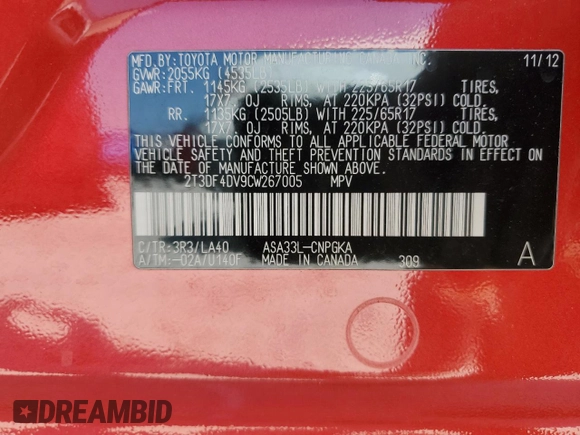 MFD.BY: TOYOTA MOTOR MANUFACTURING CANADA INC. 11/12
GVWR: 2055KG (4535LB)
GAWR: FRT. 1145KG (2535LB) WITH 225/65R17 TIRES,
17X7.0J RIMS, AT 220KPA (32PSI) COLD.
RR. 1135KG (2505LB) WITH 225/65R17 TIRES,
17X7.0J RIMS, AT 220KPA (32PSI) COLD.
THIS VEHICLE CONFORMS TO ALL APPLICABLE FEDERAL MOTOR
VEHICLE SAFETY AND THEFT PREVENTION STANDARDS IN EFFECT ON
THE DATE OF MANUFACTURE SHOWN ABOVE.
2T3DF4DV9CW267005 MPV
C/TR: 3R3/LA40 ASA33L-CNPGKA
A/TM: -02A/U140F MADE IN CANADA 309 A
DREAMBID